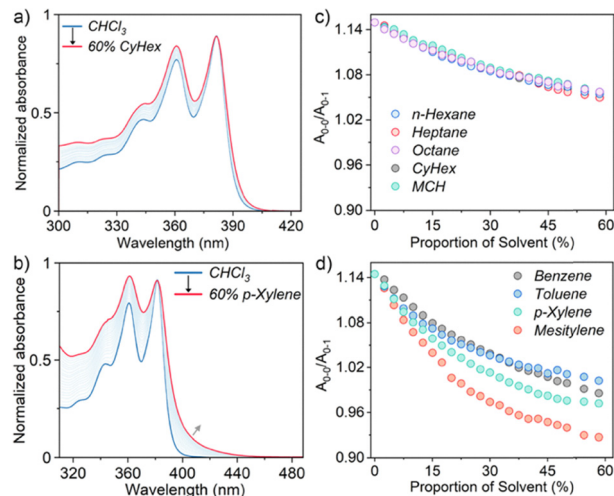 a)
CHCl3
60% CyHex
Normalized absorbance
1
0.5
0
300 330 360 390 420
Wavelength (nm)
c)
A0-0/A0-1
1.14
1.08
1.02
0.96
0.90
n-Hexane
Heptane
Octane
CyHex
MCH
0 15 30 45 60
Proportion of Solvent (%)
b)
CHCl3
60% p-Xylene
Normalized absorbance
1
0.5
0
320 360 400 440 480
Wavelength (nm)
d)
A0-0/A0-1
1.14
1.08
1.02
0.96
0.90
Benzene
Toluene
p-Xylene
Mesitylene
0 15 30 45 60
Proportion of Solvent (%)